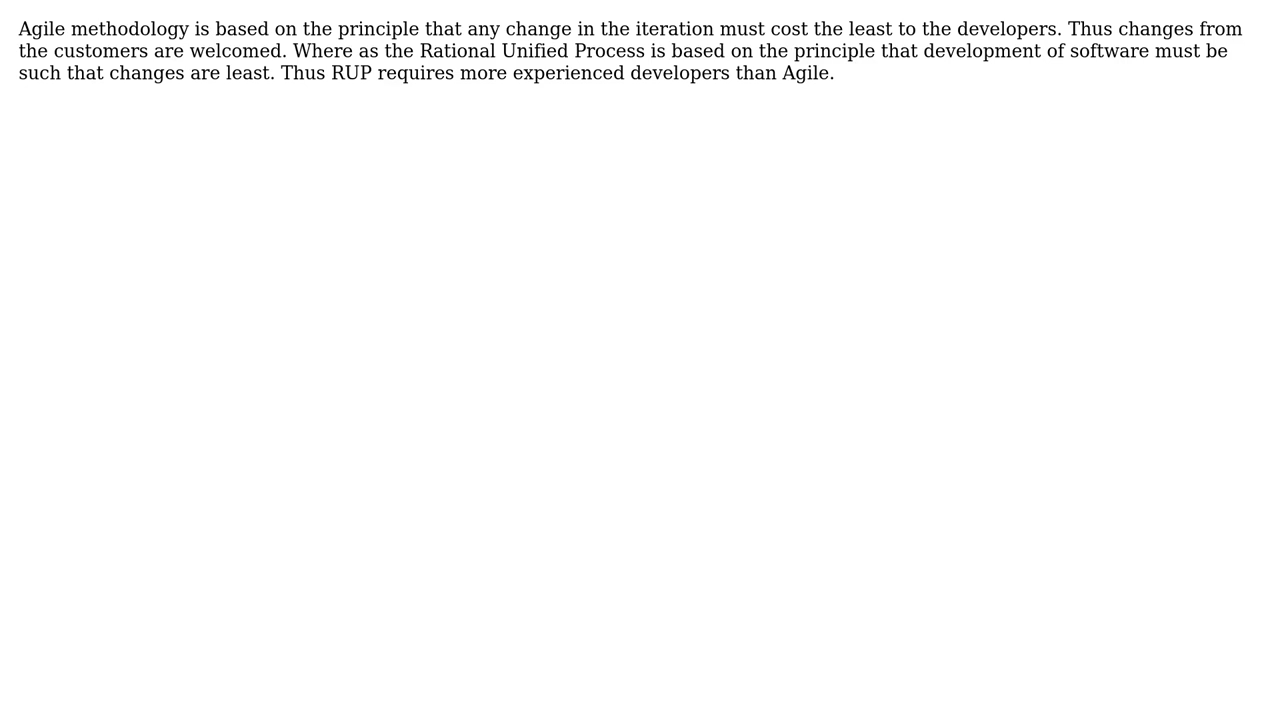 Agile methodology is based on the principle that any change in the iteration must cost the least to the developers. Thus changes from
the customers are welcomed. Where as the Rational Unified Process is based on the principle that development of software must be
such that changes are least. Thus RUP requires more experienced developers than Agile.